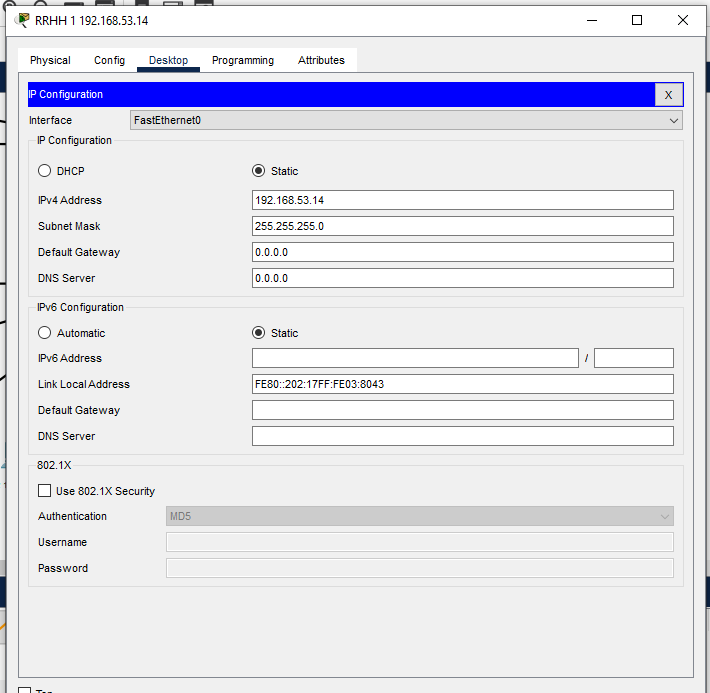 RRHH 1 192.168.53.14
Physical Config Desktop Programming Attributes
IP Configuration X
Interface FastEthernet0
IP Configuration
DHCP Static
IPv4 Address 192.168.53.14
Subnet Mask 255.255.255.0
Default Gateway 0.0.0.0
DNS Server 0.0.0.0
IPv6 Configuration
Automatic Static
IPv6 Address /
Link Local Address FE80::202:17FF:FE03:8043
Default Gateway
DNS Server
802.1X
Use 802.1X Security
Authentication MD5
Username
Password
Top